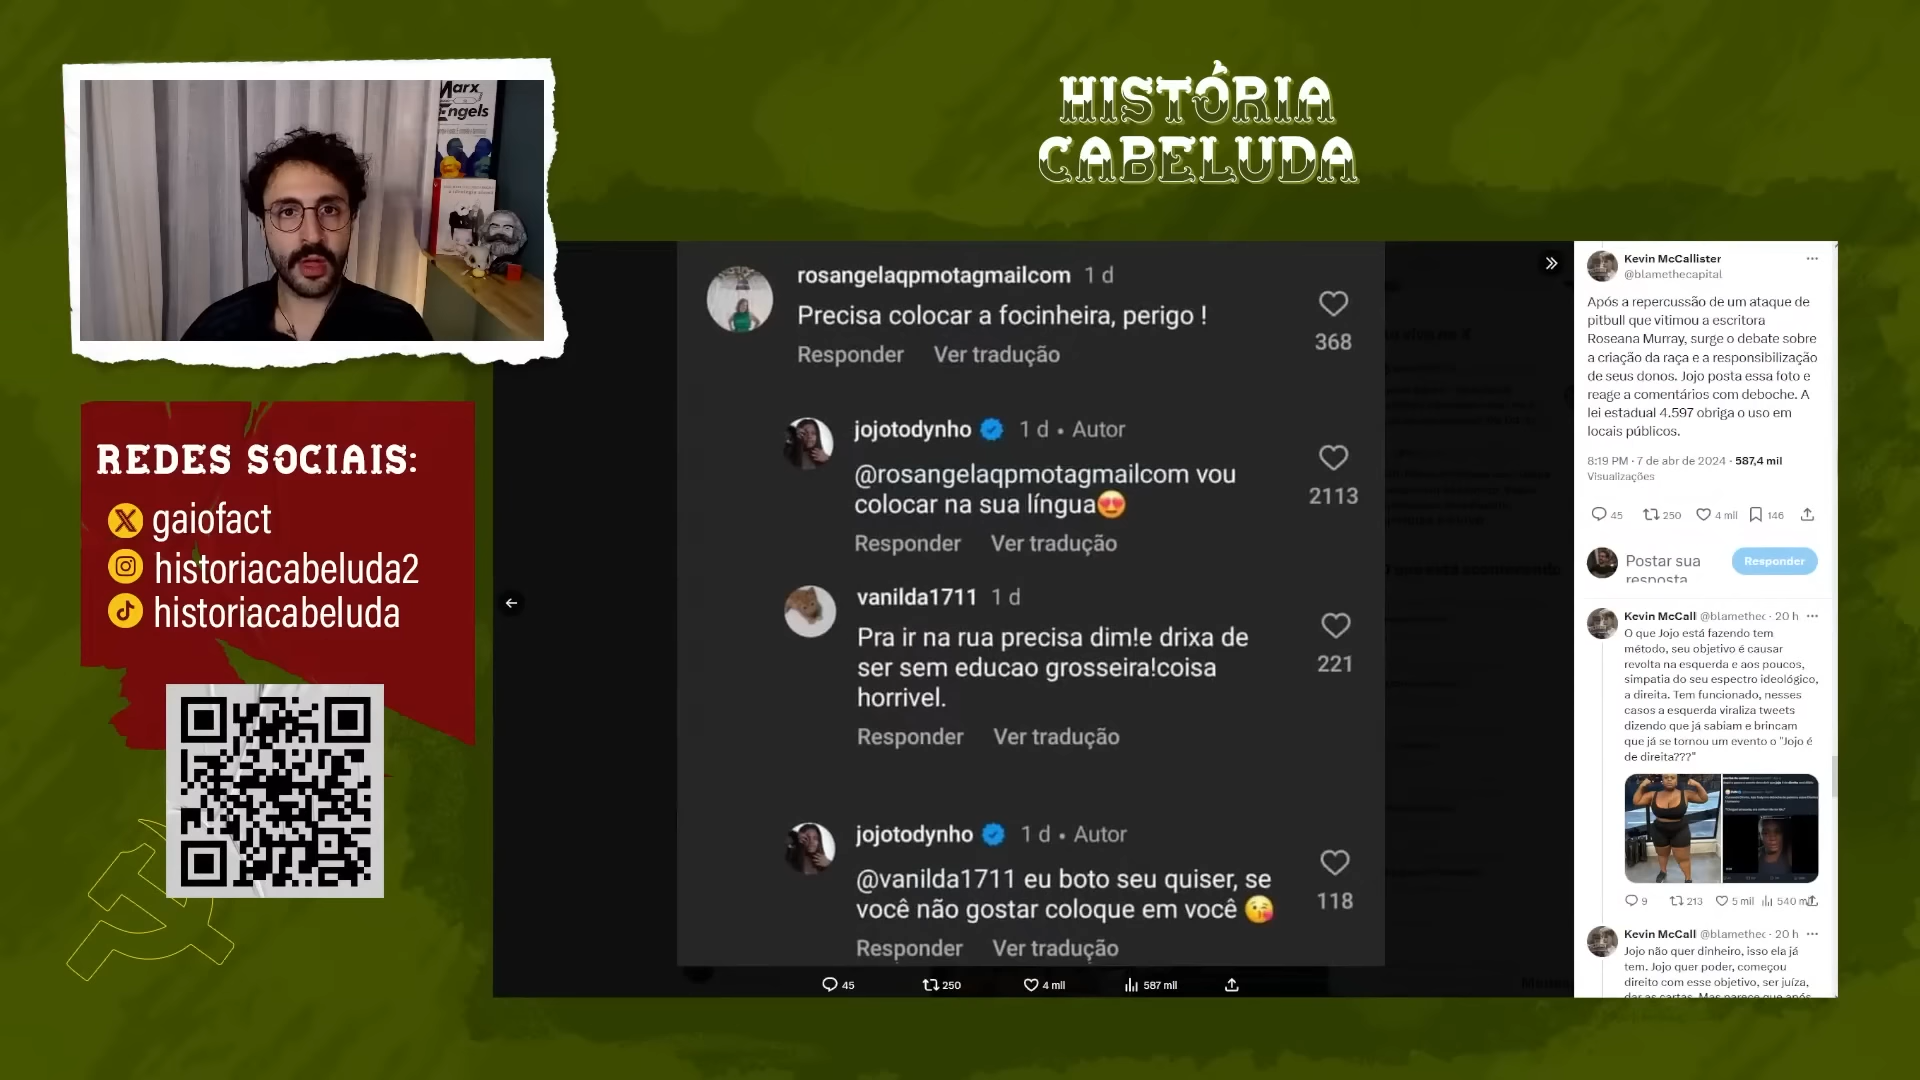 Marx
Engels
HISTÓRIA
CABELUDA
REDES SOCIAIS:
gaiofact
historiacabeluda2
historiacabeluda
rosangelaqpmotagmailcom 1 d
Precisa colocar a focinheira, perigo !
368
Responder Ver tradução
jojotodynho 1 d • Autor
@rosangelaqpmotagmailcom vou
colocar na sua língua😍
2113
Responder Ver tradução
vanilda1711 1 d
Pra ir na rua precisa dim!e drixa de
ser sem educao grosseira!coisa
horrivel.
221
Responder Ver tradução
jojotodynho 1 d • Autor
@vanilda1711 eu boto seu quiser, se
você não gostar coloque em você 😘
118
Responder Ver tradução
45 250 4 mil 587 mil
Kevin McCallister
@blamethecapital
Após a repercussão de um ataque de
pitbull que vitimou a escritora
Roseana Murray, surge o debate sobre
a criação da raça e a responsibilização
de seus donos. Jojo posta essa foto e
reage a comentários com deboche. A
lei estadual 4.597 obriga o uso em
locais públicos.
8:19 PM · 7 de abr de 2024 · 587,4 mil
Visualizações
45 250 4 mil 146
Postar sua
resposta
Responder
Kevin McCall @blamethec · 20 h
O que Jojo está fazendo tem
método, seu objetivo é causar
revolta na esquerda e aos poucos,
simpatia do seu espectro ideológico,
a direita. Tem funcionado, nesses
casos a esquerda viraliza tweets
dizendo que já sabiam e brincam
que já se tornou um evento o "Jojo é
de direita???"
9 213 5 mil 540 m
Kevin McCall @blamethec · 20 h
Jojo não quer dinheiro, isso ela já
tem. Jojo quer poder, começou
direito com esse objetivo, ser juíza,
dar as cartas. Mas parece que após